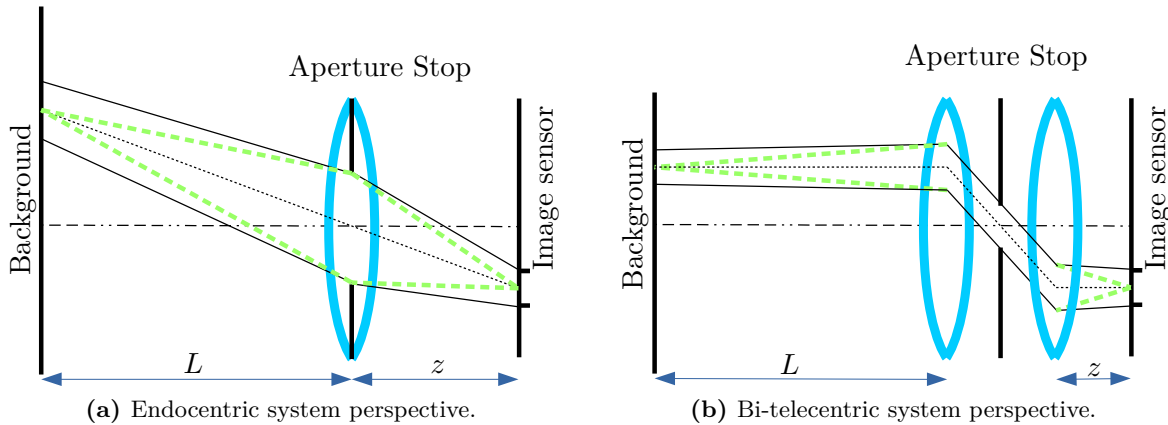 Aperture Stop
Background
Image sensor
L
z
(a) Endocentric system perspective.
Aperture Stop
Background
Image sensor
L
z
(b) Bi-telecentric system perspective.